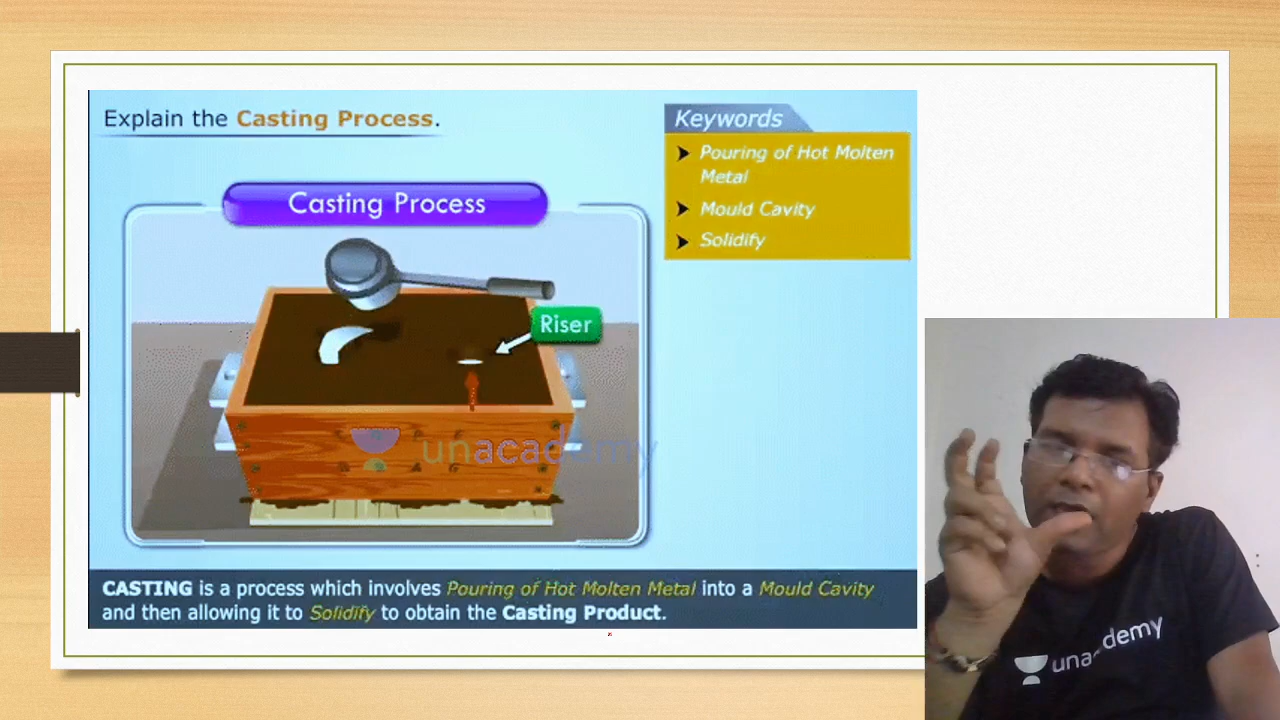 Explain the Casting Process.
Keywords
Pouring of Hot Molten
Metal
Mould Cavity
Solidify
Casting Process
Riser
unacademy
CASTING is a process which involves Pouring of Hot Molten Metal into a Mould Cavity
and then allowing it to Solidify to obtain the Casting Product.
unacademy